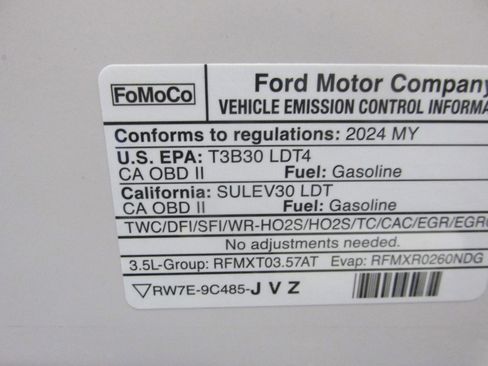 FoMoCo
Ford Motor Company
VEHICLE EMISSION CONTROL INFORMA
Conforms to regulations: 2024 MY
U.S. EPA: T3B30 LDT4
CA OBD II Fuel: Gasoline
California: SULEV30 LDT
CA OBD II Fuel: Gasoline
TWC/DFI/SFI/WR-HO2S/HO2S/TC/CAC/EGR/EGR
No adjustments needed.
3.5L-Group: RFMXT03.57AT Evap: RFMXR0260NDG
▽RW7E-9C485-J V Z